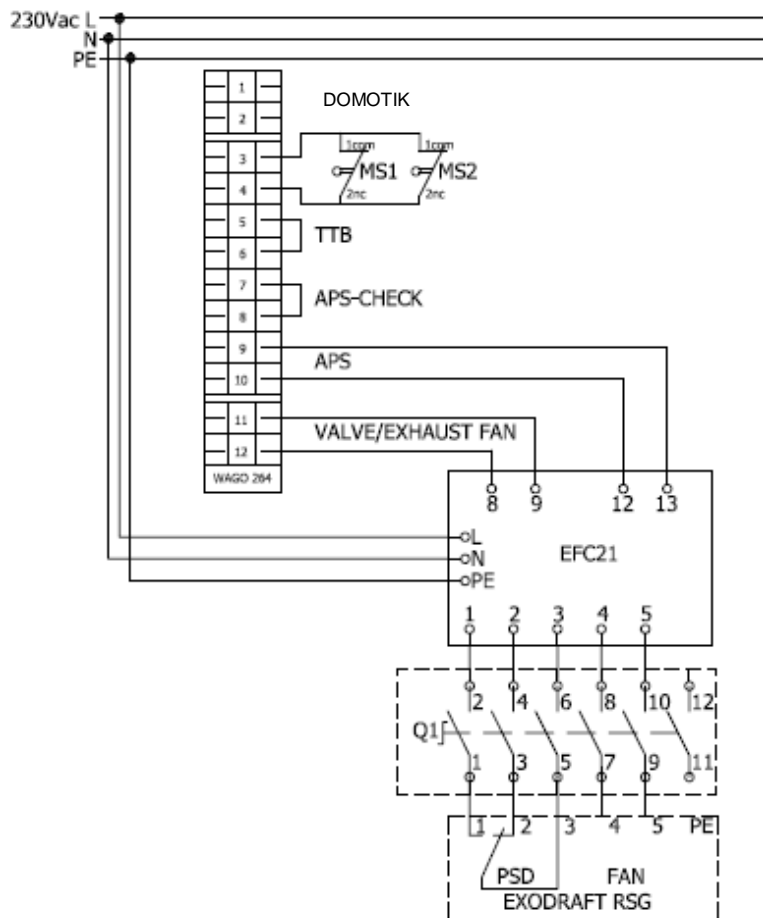 230Vac L
N
PE
1
DOMOTIK
2
3
1com
1com
MS1
MS2
4
2nc
2nc
5
TTB
6
7
APS-CHECK
8
9
APS
10
11
VALVE/EXHAUST FAN
12
WAGO 264
8 9 12 13
L
N
EFC21
PE
1 2 3 4 5
2 4 6 8 10 12
Q1
1 3 5 7 9 11
1 2 3 4 5 PE
PSD FAN
EXODRAFT RSG